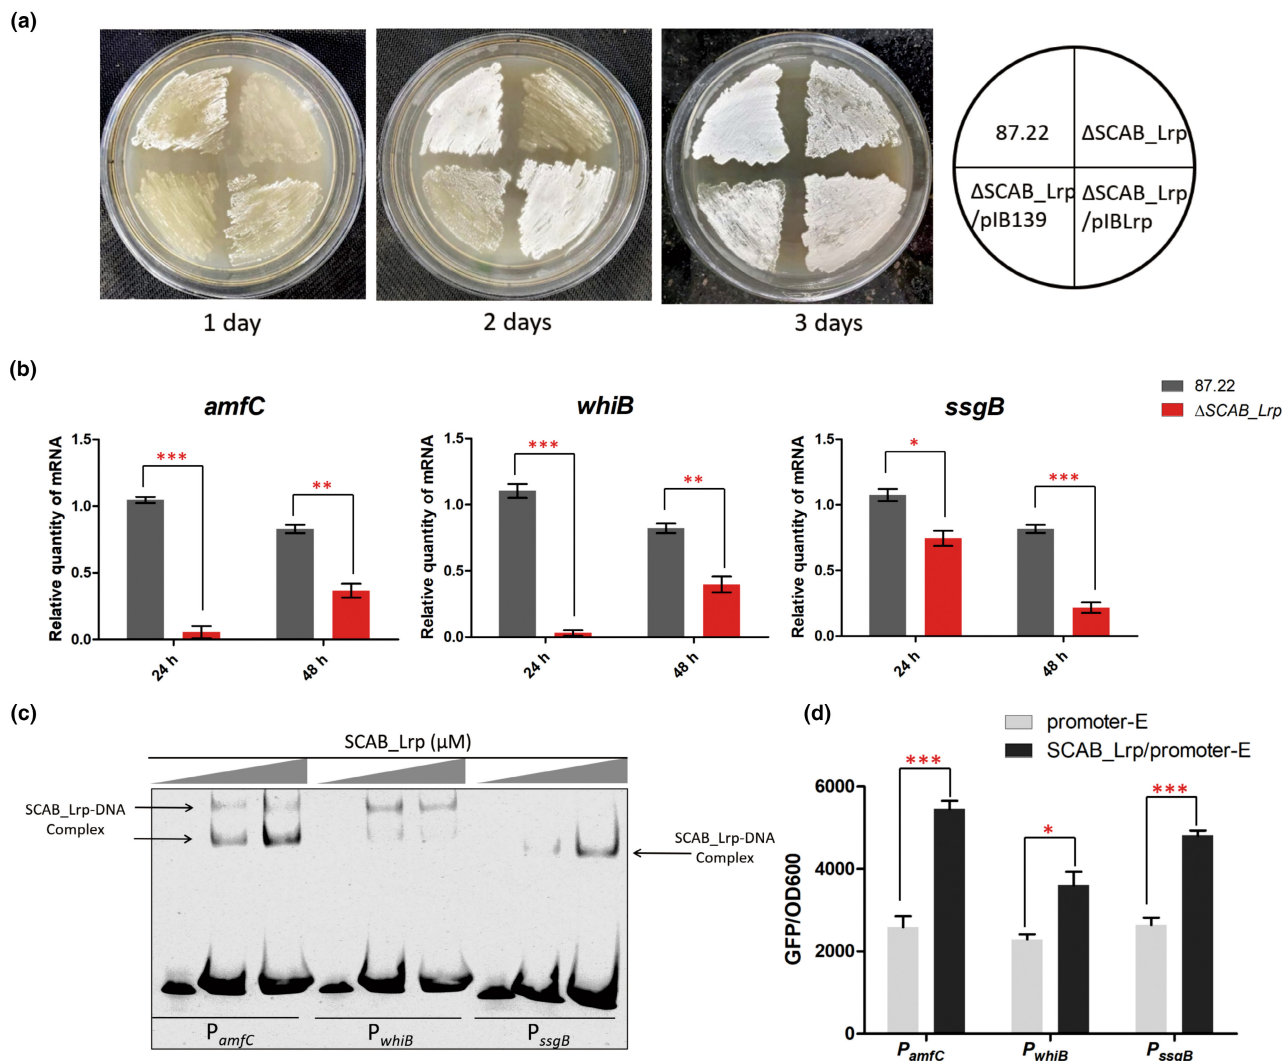 (a)
87.22 ΔSCAB_Lrp
ΔSCAB_Lrp ΔSCAB_Lrp
/pIB139 /pIBLrp
1 day 2 days 3 days
(b)
amfC whiB ssgB
87.22
ΔSCAB_Lrp
Relative quantity of mRNA
1.5
1.0
0.5
0.0
***
**
24 h 48 h
Relative quantity of mRNA
1.5
1.0
0.5
0.0
***
**
24 h 48 h
Relative quantity of mRNA
1.5
1.0
0.5
0.0
*
***
24 h 48 h
(c)
SCAB_Lrp (μM)
SCAB_Lrp-DNA
Complex
SCAB_Lrp-DNA
Complex
PamfC PwhiB PssgB
(d)
promoter-E
SCAB_Lrp/promoter-E
GFP/OD600
6000
4000
2000
0
***
*
***
PamfC PwhiB PssgB